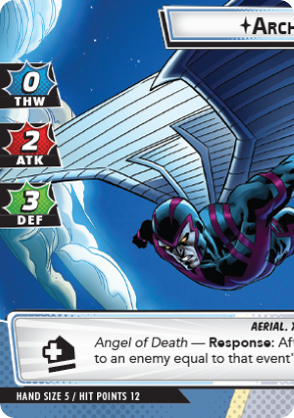 ARCH
0
THW
2
ATK
3
DEF
AERIAL. X
Angel of Death — Response: Af
to an enemy equal to that event'
HAND SIZE 5 / HIT POINTS 12